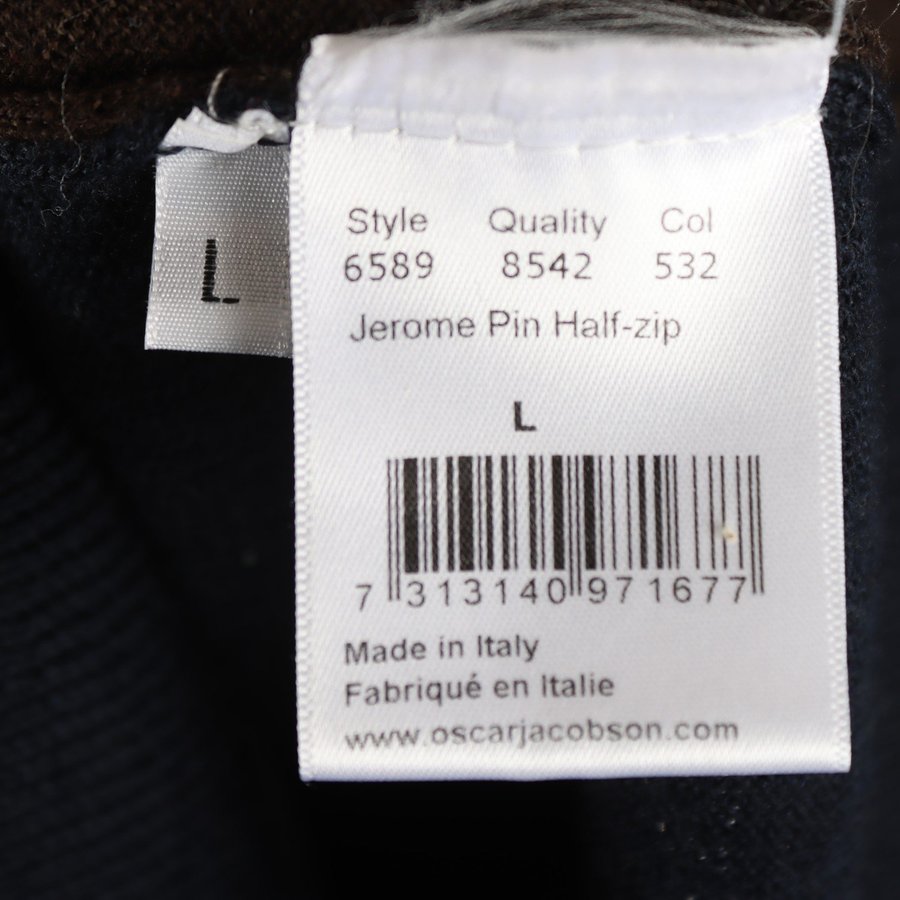 L
Style Quality Col
6589 8542 532
Jerome Pin Half-zip
L
7 313140 971677
Made in Italy
Fabriqué en Italie
www.oscarjacobson.com